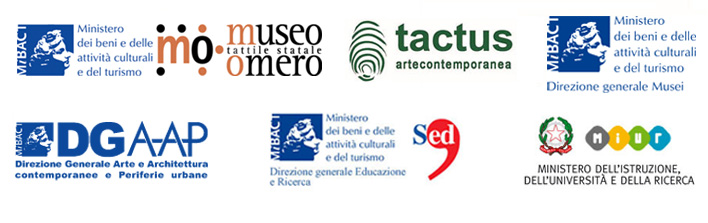 MiBACT
Ministero
dei beni e delle
attività culturali
e del turismo
mo
museo
tattile statale
omero
tactus
artecontemporanea
MiBACT
Ministero
dei beni e delle
attività culturali
e del turismo
Direzione generale Musei
MiBACT
DGAAP
Direzione Generale Arte e Architettura
contemporanee e Periferie urbane
MiBACT
Ministero
dei beni e delle
attività culturali
e del turismo
Direzione generale Educazione
e Ricerca
Sed
miur
MINISTERO DELL'ISTRUZIONE,
DELL'UNIVERSITÀ E DELLA RICERCA